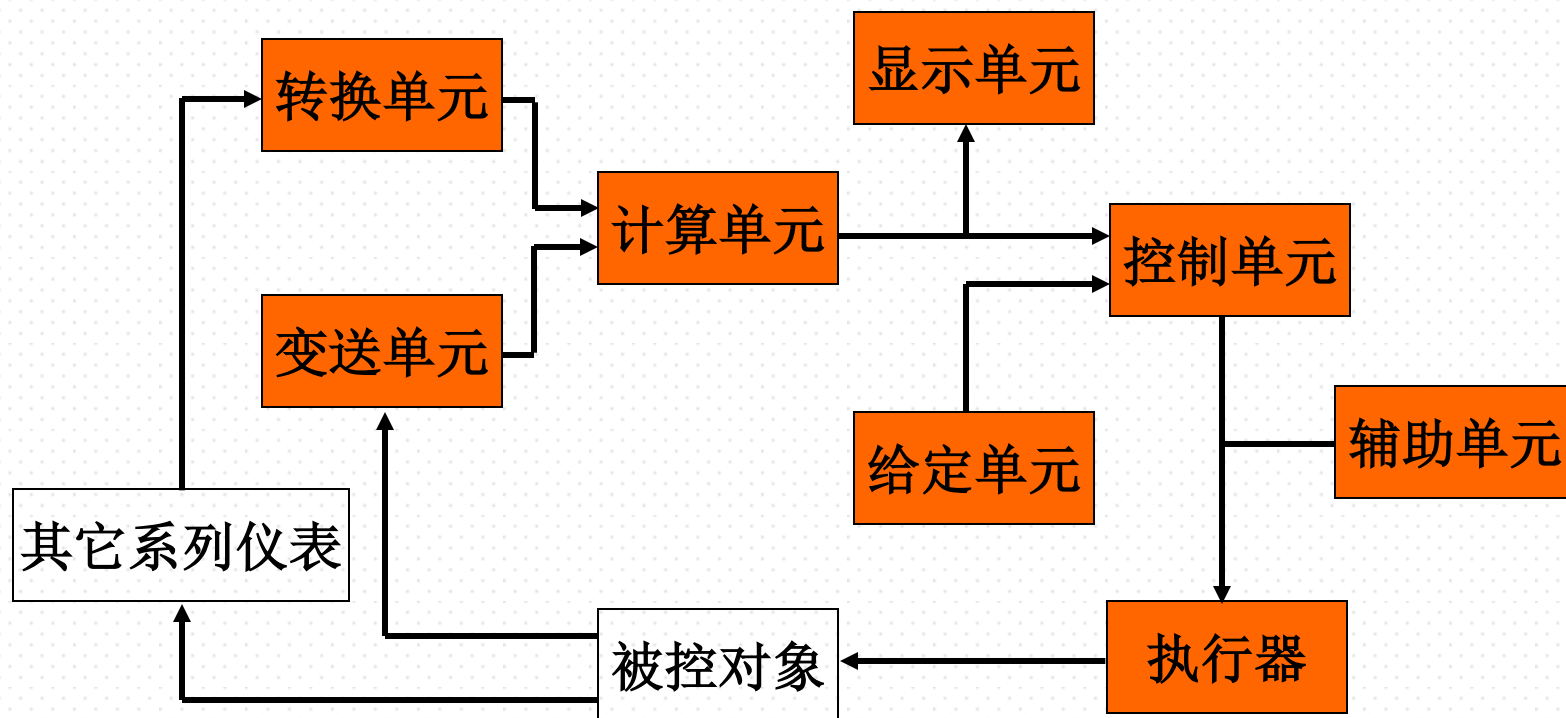 显示单元
转换单元
计算单元
控制单元
变送单元
给定单元
辅助单元
其它系列仪表
被控对象
执行器